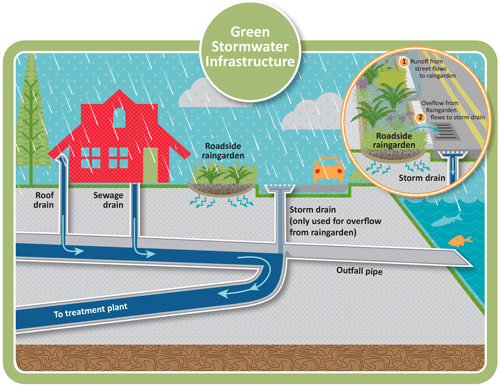 Green
Stormwater
Infrastructure
1
Runoff from
street flows
to raingarden
Oveflow from
Raingarden
2
flows to storm drain
Roadside
raingarden
Storm drain
Roadside
raingarden
Roof
drain
Sewage
drain
Storm drain
(only used for overflow
from raingarden)
Outfall pipe
To treatment plant